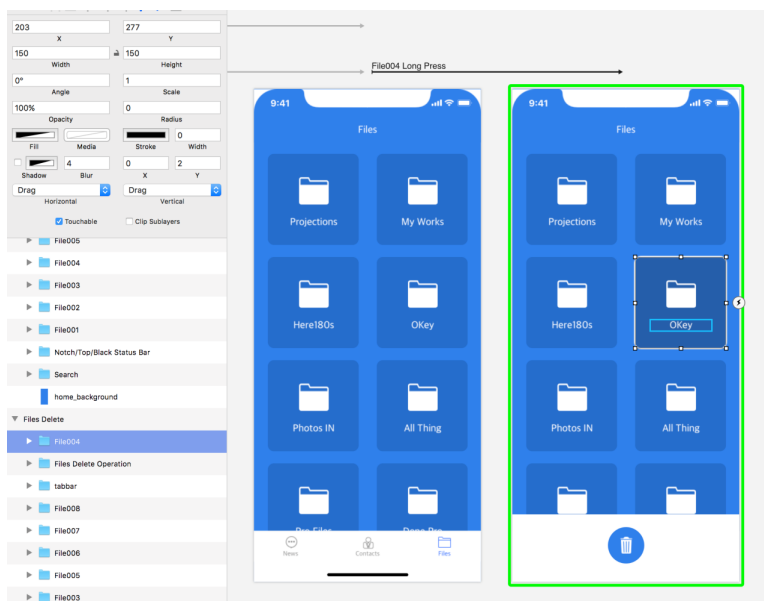 203 277
X Y
150 150
Width Height
0° 1
Angle Scale
100% 0
Opacity Radius
0
Fill Media Stroke Width
4 0 2
Shadow Blur X Y
Drag Drag
Horizontal Vertical
Touchable Clip Sublayers
File005
File004
File003
File002
File001
Notch/Top/Black Status Bar
Search
home_background
Files Delete
File004
Files Delete Operation
tabbar
File008
File007
File006
File005
File003
File004 Long Press
9:41
Files
Projections My Works
Here180s OKey
Photos IN All Thing
News Contacts Files
9:41
Files
Projections My Works
Here180s OKey
Photos IN All Thing